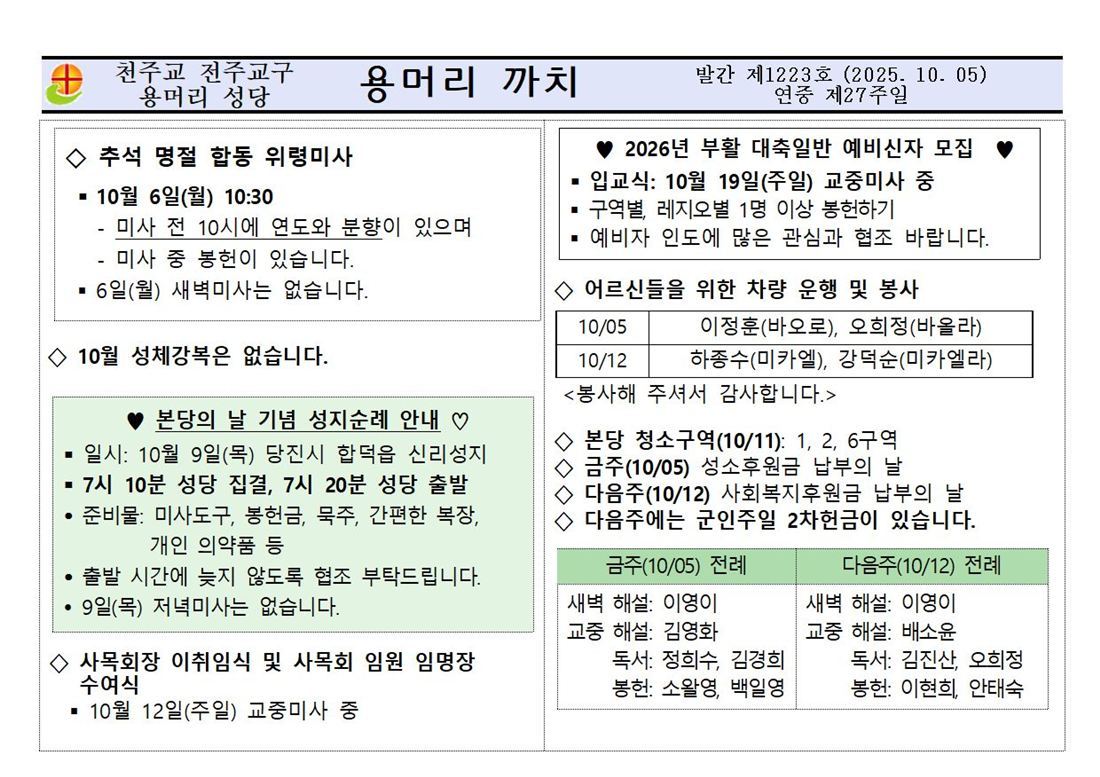 천주교 전주교구
용머리 성당
용머리 까치
발간 제1223호 (2025. 10. 05)
연중 제27주일
◇ 추석 명절 합동 위령미사
▪ 10월 6일(월) 10:30
- 미사 전 10시에 연도와 분향이 있으며
- 미사 중 봉헌이 있습니다.
▪ 6일(월) 새벽미사는 없습니다.
◇ 10월 성체강복은 없습니다.
♥ 본당의 날 기념 성지순례 안내 ♡
▪ 일시: 10월 9일(목) 당진시 합덕읍 신리성지
▪ 7시 10분 성당 집결, 7시 20분 성당 출발
• 준비물: 미사도구, 봉헌금, 묵주, 간편한 복장,
개인 의약품 등
• 출발 시간에 늦지 않도록 협조 부탁드립니다.
• 9일(목) 저녁미사는 없습니다.
◇ 사목회장 이취임식 및 사목회 임원 임명장
수여식
▪ 10월 12일(주일) 교중미사 중
♥ 2026년 부활 대축일반 예비신자 모집 ♥
▪ 입교식: 10월 19일(주일) 교중미사 중
▪ 구역별, 레지오별 1명 이상 봉헌하기
▪ 예비자 인도에 많은 관심과 협조 바랍니다.
◇ 어르신들을 위한 차량 운행 및 봉사
10/05 이정훈(바오로), 오희정(바울라)
10/12 하종수(미카엘), 강덕순(미카엘라)
<봉사해 주셔서 감사합니다.>
◇ 본당 청소구역(10/11): 1, 2, 6구역
◇ 금주(10/05) 성소후원금 납부의 날
◇ 다음주(10/12) 사회복지후원금 납부의 날
◇ 다음주에는 군인주일 2차헌금이 있습니다.
금주(10/05) 전례
새벽 해설: 이영이
교중 해설: 김영화
독서: 정희수, 김경희
봉헌: 소왈영, 백일영
다음주(10/12) 전례
새벽 해설: 이영이
교중 해설: 배소윤
독서: 김진산, 오희정
봉헌: 이현희, 안태숙